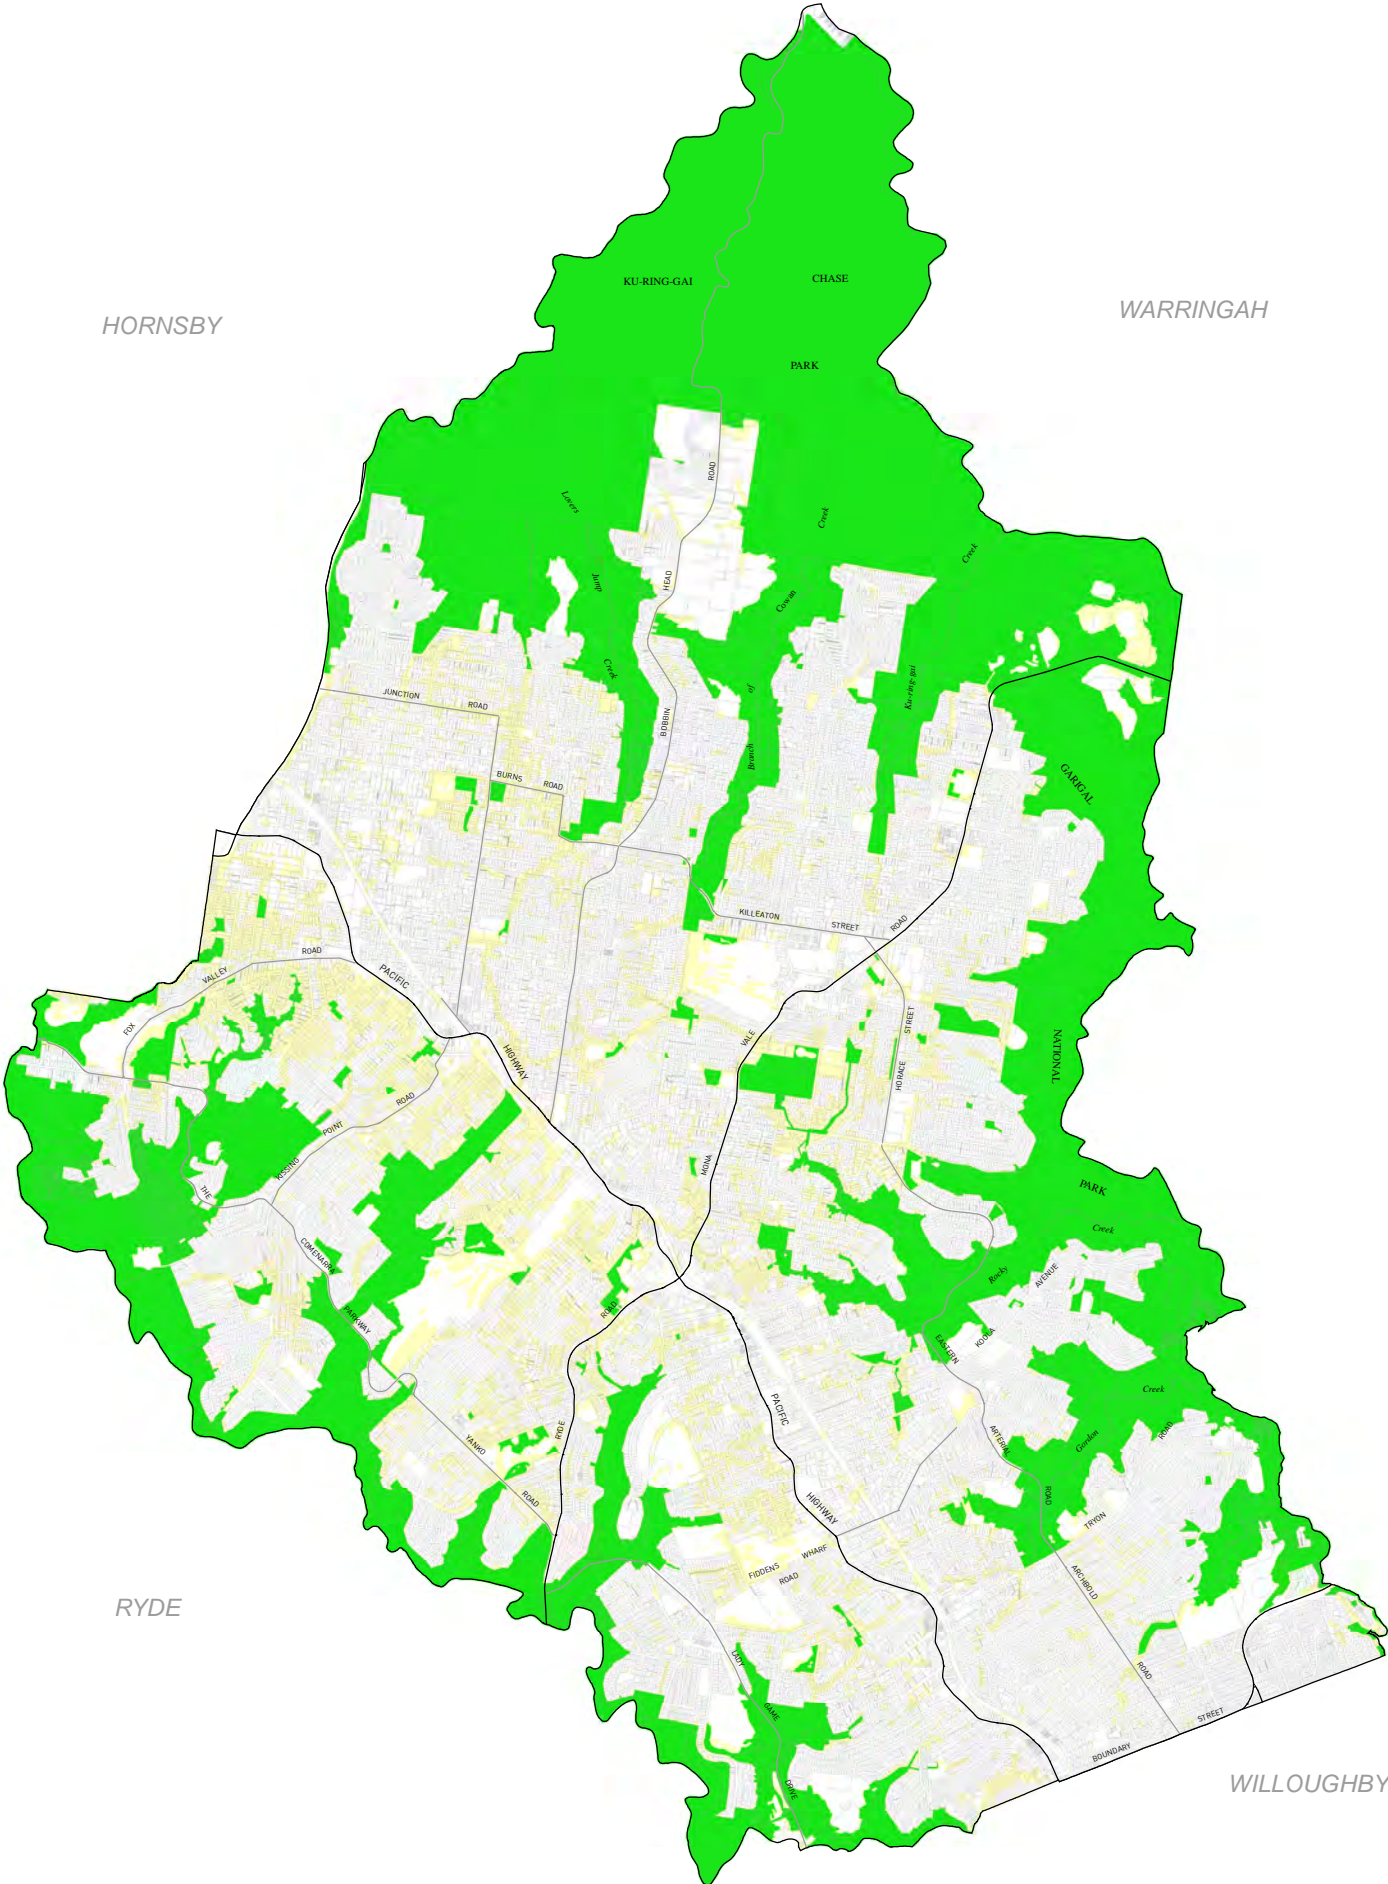 KU-RING-GAI
CHASE
WARRINGAH
HORNSBY
PARK
ROAD
Lovers
Creek
Creek
Jump
HEAD
Cowan
Creek
of
Ku-ring-gai
JUNCTION
ROAD
BOBBIN
Branch
BURNS
ROAD
GARIGAL
KILLEATON
STREET
ROAD
ROAD
VALLEY
PACIFIC
FOX
STREET
VALE
NATIONAL
HIGHWAY
HORACE
ROAD
POINT
KISSING
MONA
THE
PARK
Creek
COMENARRA
Rocky
AVENUE
ROAD
PARKWAY
EASTERN
KOOLA
Creek
PACIFIC
RYDE
ROAD
YANKO
ARTERIAL
Gordon
ROAD
ROAD
HIGHWAY
TRYON
WHARF
FIDDENS
ROAD
ARCHBOLD
RYDE
LADY
ROAD
GAME
STREET
BOUNDARY
DRIVE
WILLOUGHBY